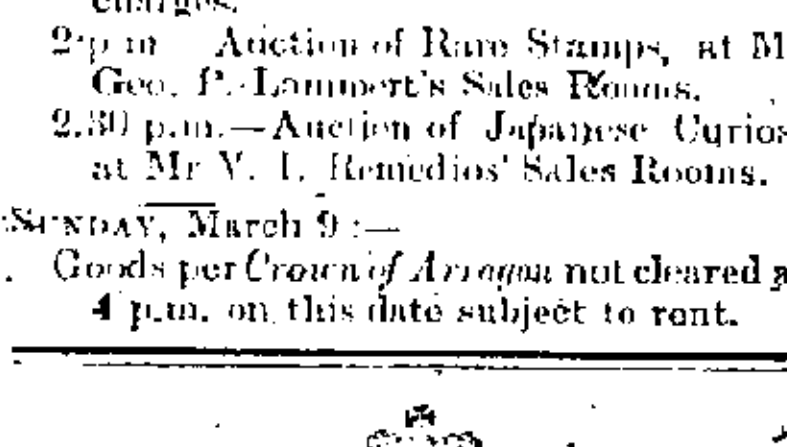 charges.
2 p.m Auction of Rare Stamps, at M
Geo. P. Lammert's Sales Rooms.
2.30 p.m.—Auction of Japanese Curios
at Mr V. I. Remedios' Sales Rooms.
SUNDAY, March 9 :—
Goods per Crown of Arragon not cleared a
4 p.m. on this date subject to rent.